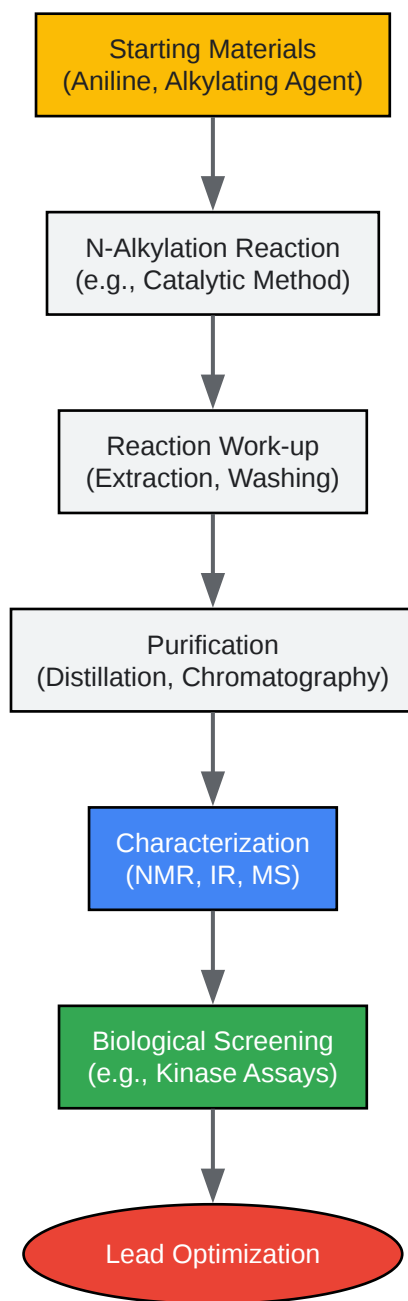 Starting Materials
(Aniline, Alkylating Agent)
N-Alkylation Reaction
(e.g., Catalytic Method)
Reaction Work-up
(Extraction, Washing)
Purification
(Distillation, Chromatography)
Characterization
(NMR, IR, MS)
Biological Screening
(e.g., Kinase Assays)
Lead Optimization